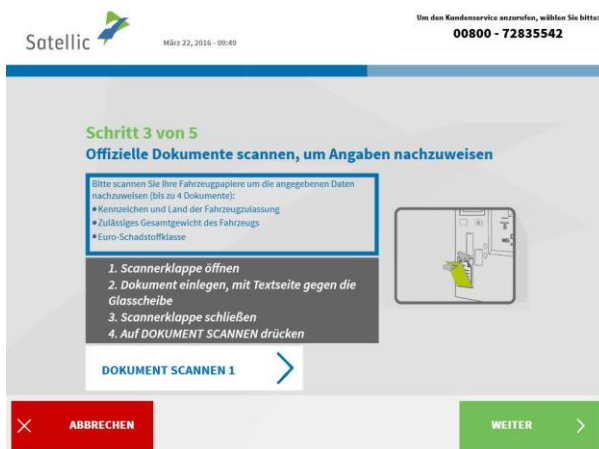 Satellic
März 22, 2016 - 09:49
Um den Kundenservice anzurufen, wählen Sie bitte:
00800 - 72835542
Schritt 3 von 5
Offizielle Dokumente scannen, um Angaben nachzuweisen
Bitte scannen Sie Ihre Fahrzeugpapiere um die angegebenen Daten
nachzuweisen (bis zu 4 Dokumente):
• Kennzeichen und Land der Fahrzeugzulassung
• Zulässiges Gesamtgewicht des Fahrzeugs
• Euro-Schadstoffklasse
1. Scannerklappe öffnen
2. Dokument einlegen, mit Textseite gegen die
Glasscheibe
3. Scannerklappe schließen
4. Auf DOKUMENT SCANNEN drücken
DOKUMENT SCANNEN 1
ABBRECHEN
WEITER